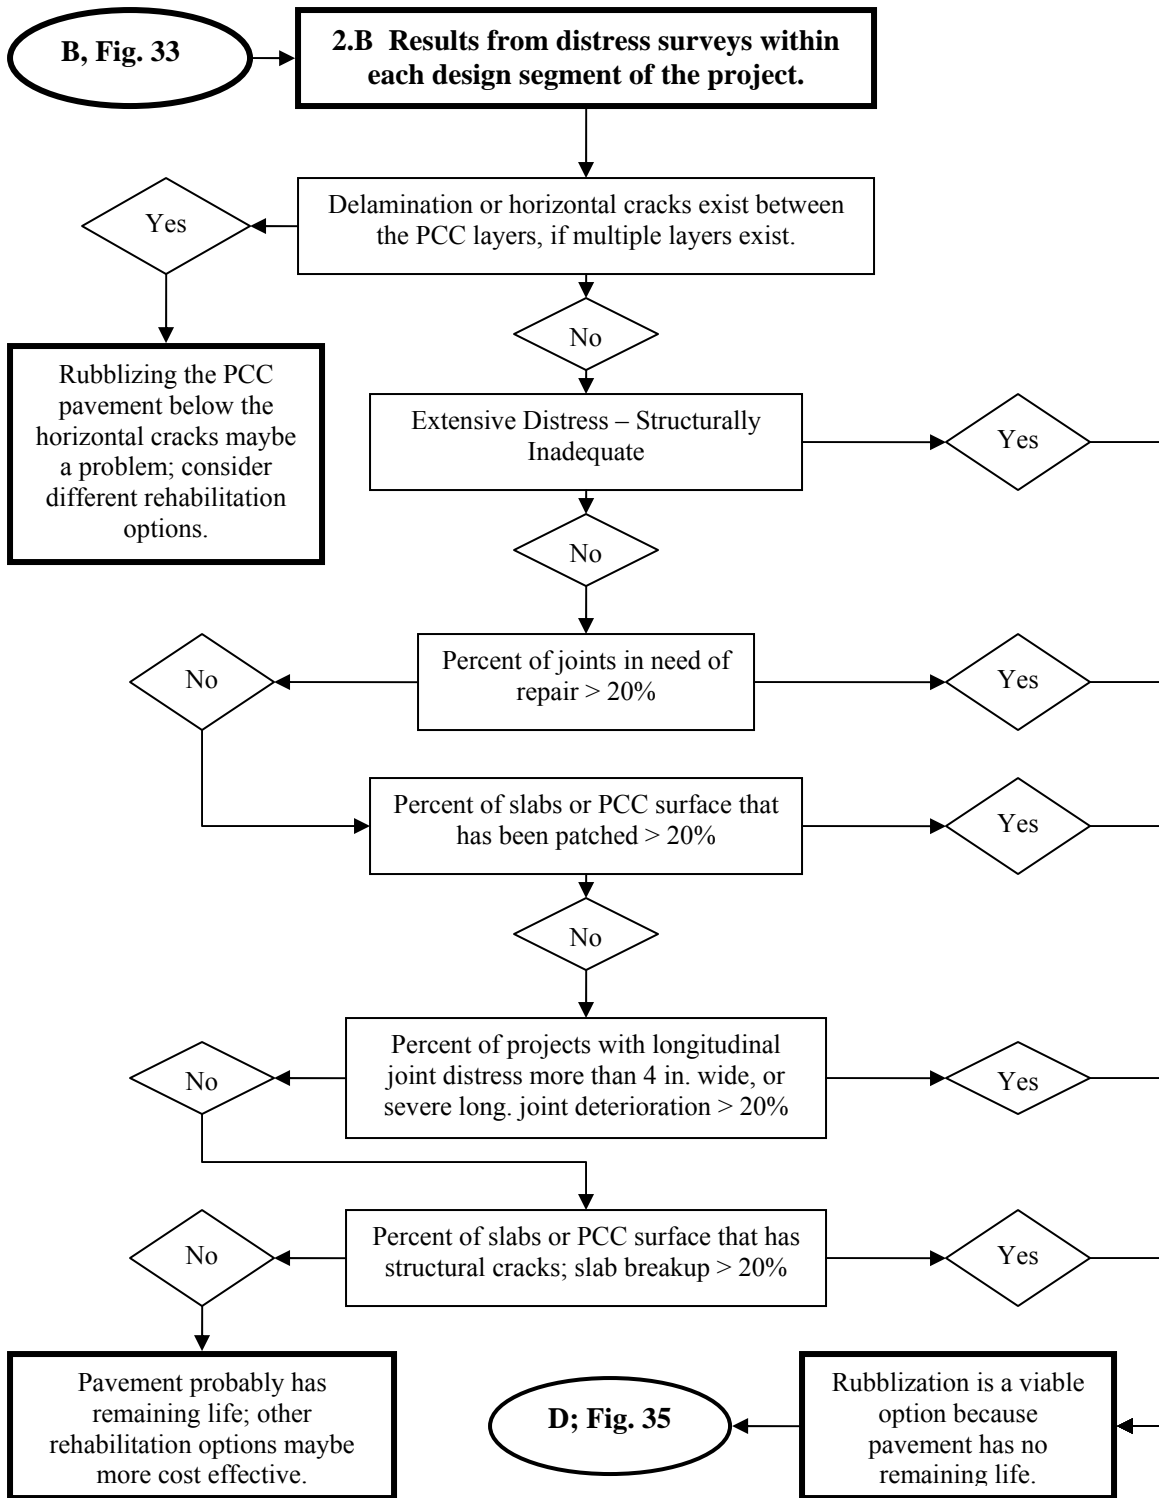 B, Fig. 33
2.B  Results from distress surveys within
each design segment of the project.
Yes
Delamination or horizontal cracks exist between
the PCC layers, if multiple layers exist.
No
Rubblizing the PCC
pavement below the
horizontal cracks maybe
a problem; consider
different rehabilitation
options.
Extensive Distress – Structurally
Inadequate
Yes
No
No
Percent of joints in need of
repair > 20%
Yes
Percent of slabs or PCC surface that
has been patched > 20%
Yes
No
No
Percent of projects with longitudinal
joint distress more than 4 in. wide, or
severe long. joint deterioration > 20%
Yes
No
Percent of slabs or PCC surface that has
structural cracks; slab breakup > 20%
Yes
Pavement probably has
remaining life; other
rehabilitation options maybe
more cost effective.
D; Fig. 35
Rubblization is a viable
option because
pavement has no
remaining life.